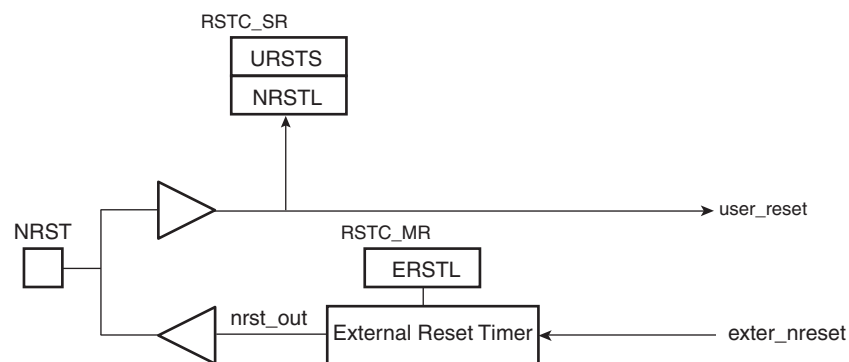 RSTC_SR
URSTS
NRSTL
user_reset
NRST
RSTC_MR
ERSTL
nrst_out
External Reset Timer
exter_nreset